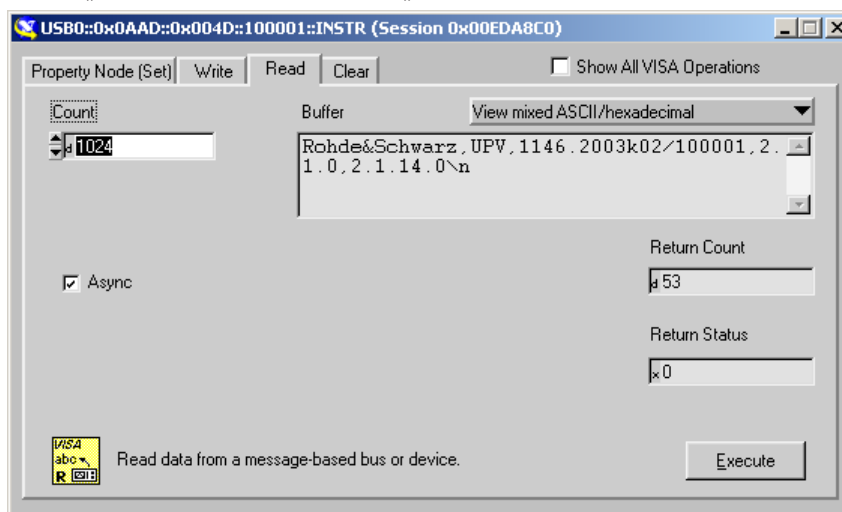 USB0::0x0AAD::0x004D::100001::INSTR (Session 0x00EDA8C0)
Property Node (Set) Write Read Clear Show All VISA Operations
Count Buffer View mixed ASCII/hexadecimal
d 1024
Rohde&Schwarz,UPV,1146.2003k02/100001,2.
1.0,2.1.14.0\n
Return Count
Async d 53
Return Status
x 0
VISA
abc
R
Read data from a message-based bus or device. Execute